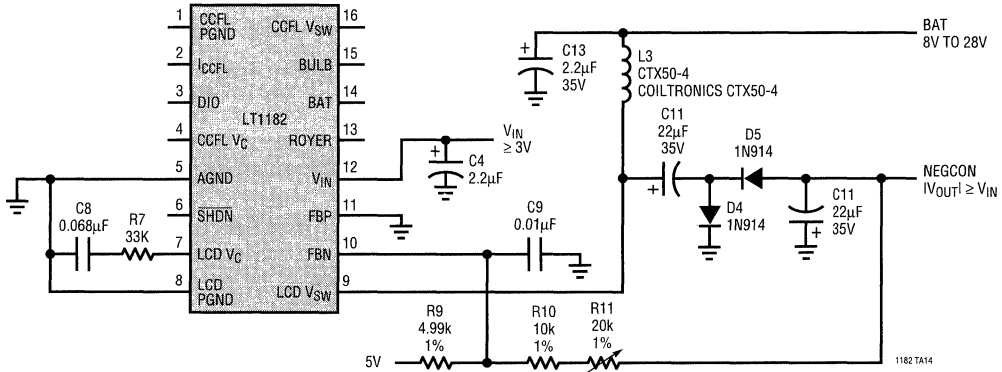 1
CCFL
PGND
2
ICCFL
3
DIO
4
CCFL VC
5
AGND
6
SHDN
7
LCD VC
8
LCD
PGND
LT1182
CCFL VSW
16
BULB
15
BAT
14
ROYER
13
VIN
12
FBP
11
FBN
10
LCD VSW
9
C8
0.068µF
R7
33K
VIN
≥ 3V
+
C4
2.2µF
C9
0.01µF
+
C13
2.2µF
35V
L3
CTX50-4
COILTRONICS CTX50-4
BAT
8V TO 28V
C11
22µF
35V
+
D5
1N914
D4
1N914
C11
22µF
35V
+
NEGCON
IVOUTI ≥ VIN
5V
R9
4.99k
1%
R10
10k
1%
R11
20k
1%
1182 TA14